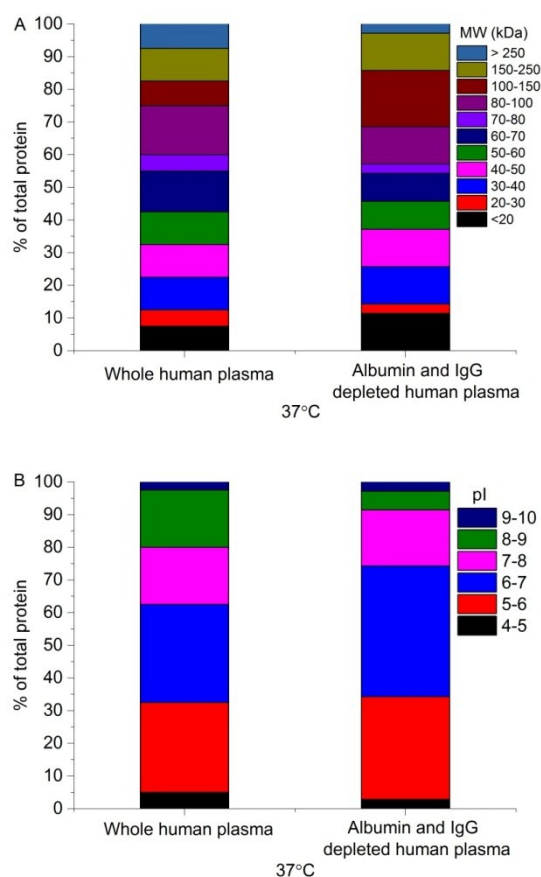 A
100
90
80
70
60
50
40
30
20
10
0
% of total protein
MW (kDa)
> 250
150-250
100-150
80-100
70-80
60-70
50-60
40-50
30-40
20-30
<20
Whole human plasma
Albumin and IgG
depleted human plasma
37°C
B
100
90
80
70
60
50
40
30
20
10
0
% of total protein
pI
9-10
8-9
7-8
6-7
5-6
4-5
Whole human plasma
Albumin and IgG
depleted human plasma
37°C